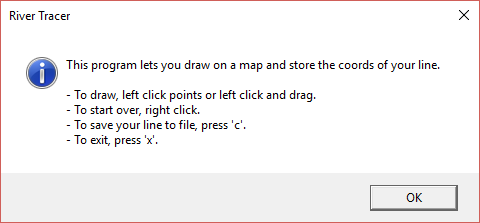 River Tracer
This program lets you draw on a map and store the coords of your line.
- To draw, left click points or left click and drag.
- To start over, right click.
- To save your line to file, press 'c'.
- To exit, press 'x'.
OK